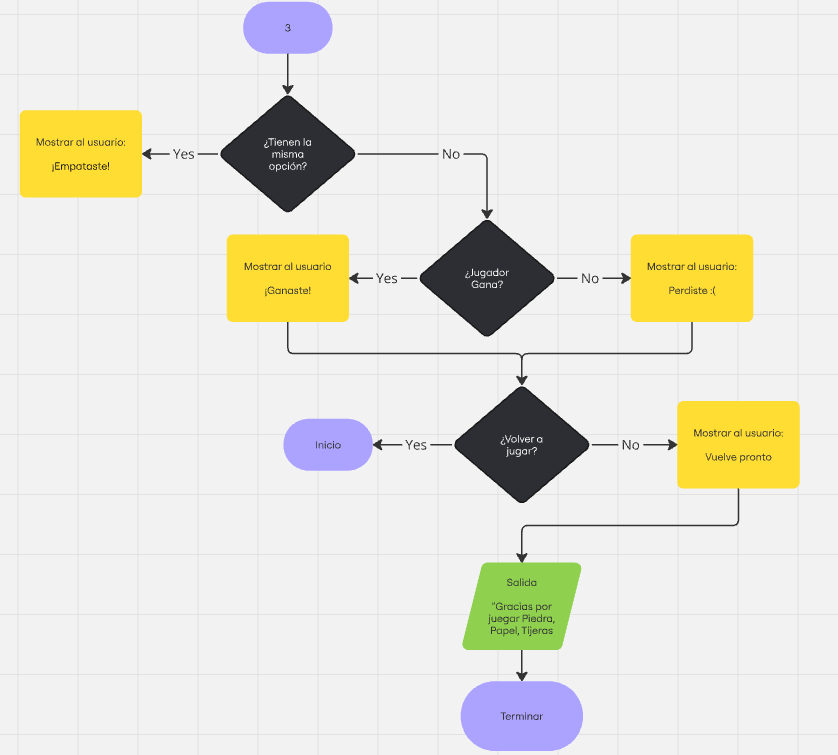 3
¿Tienen la
misma
opción?
Yes
No
Mostrar al usuario:
¡Empataste!
¿Jugador
Gana?
Yes
No
Mostrar al usuario
¡Ganaste!
Mostrar al usuario:
Perdiste :(
¿Volver a
jugar?
Yes
No
Inicio
Mostrar al usuario:
Vuelve pronto
Salida
"Gracias por
juegar Piedra,
Papel, Tijeras
Terminar